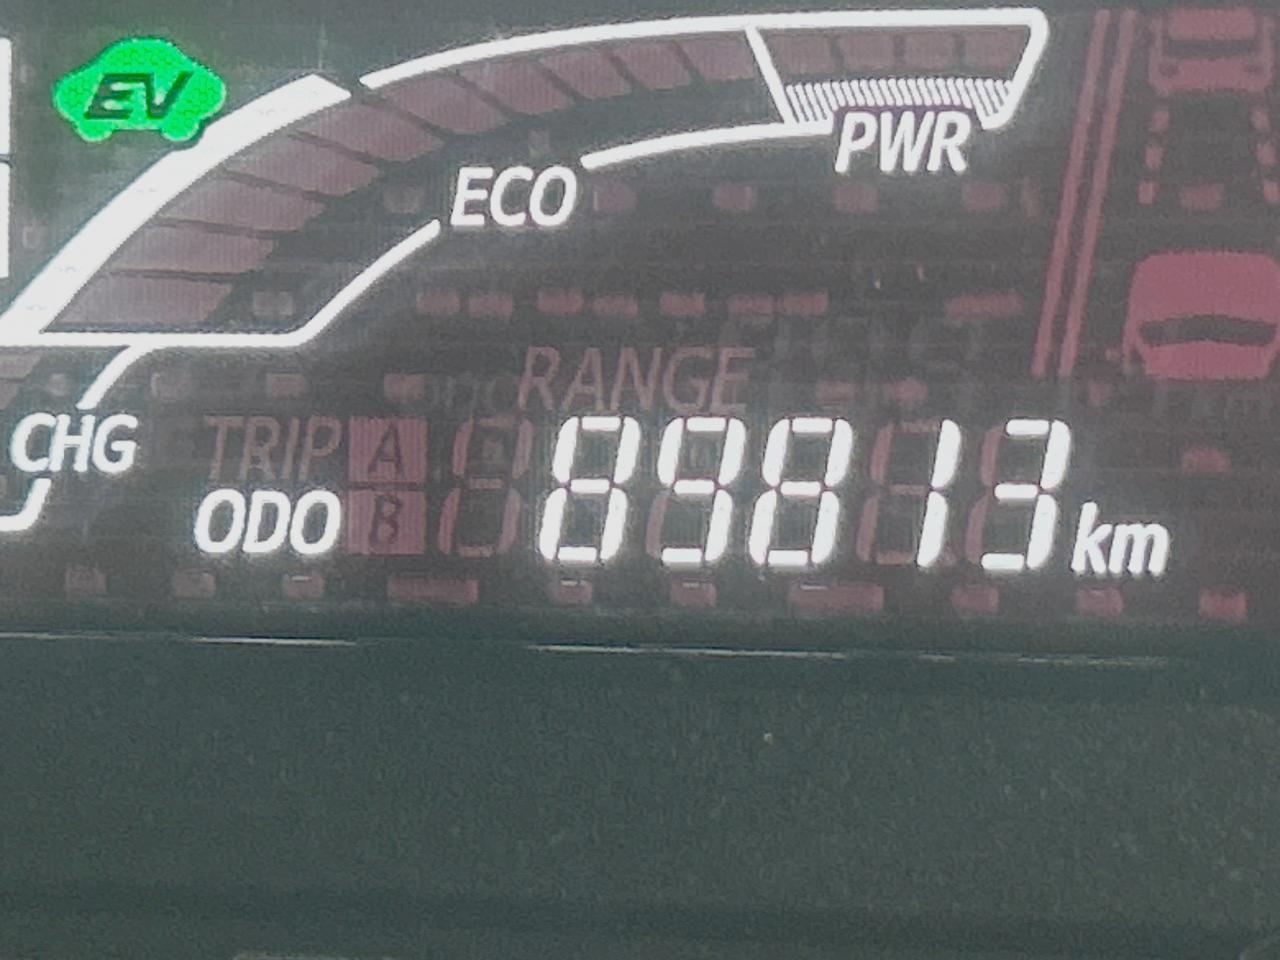 EV
PWR
ECO
RANGE
CHG
TRIP A
ODO B 89813 km